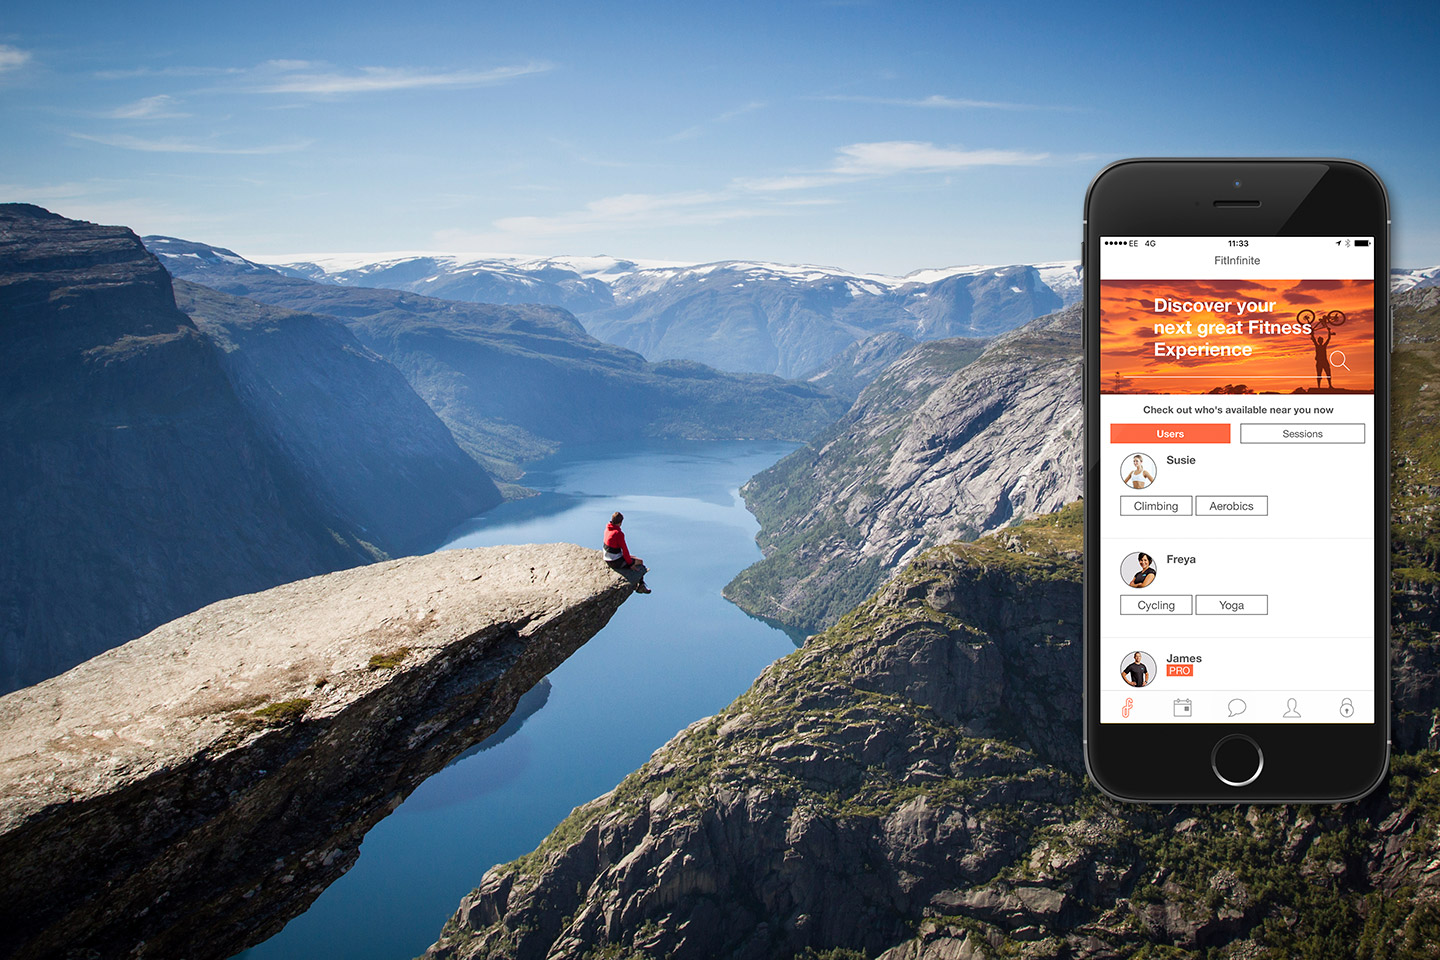 EE 4G 11:33
FitInfinite
Discover your
next great Fitness
Experience
Check out who's available near you now
Users Sessions
Susie
Climbing Aerobics
Freya
Cycling Yoga
James
PRO